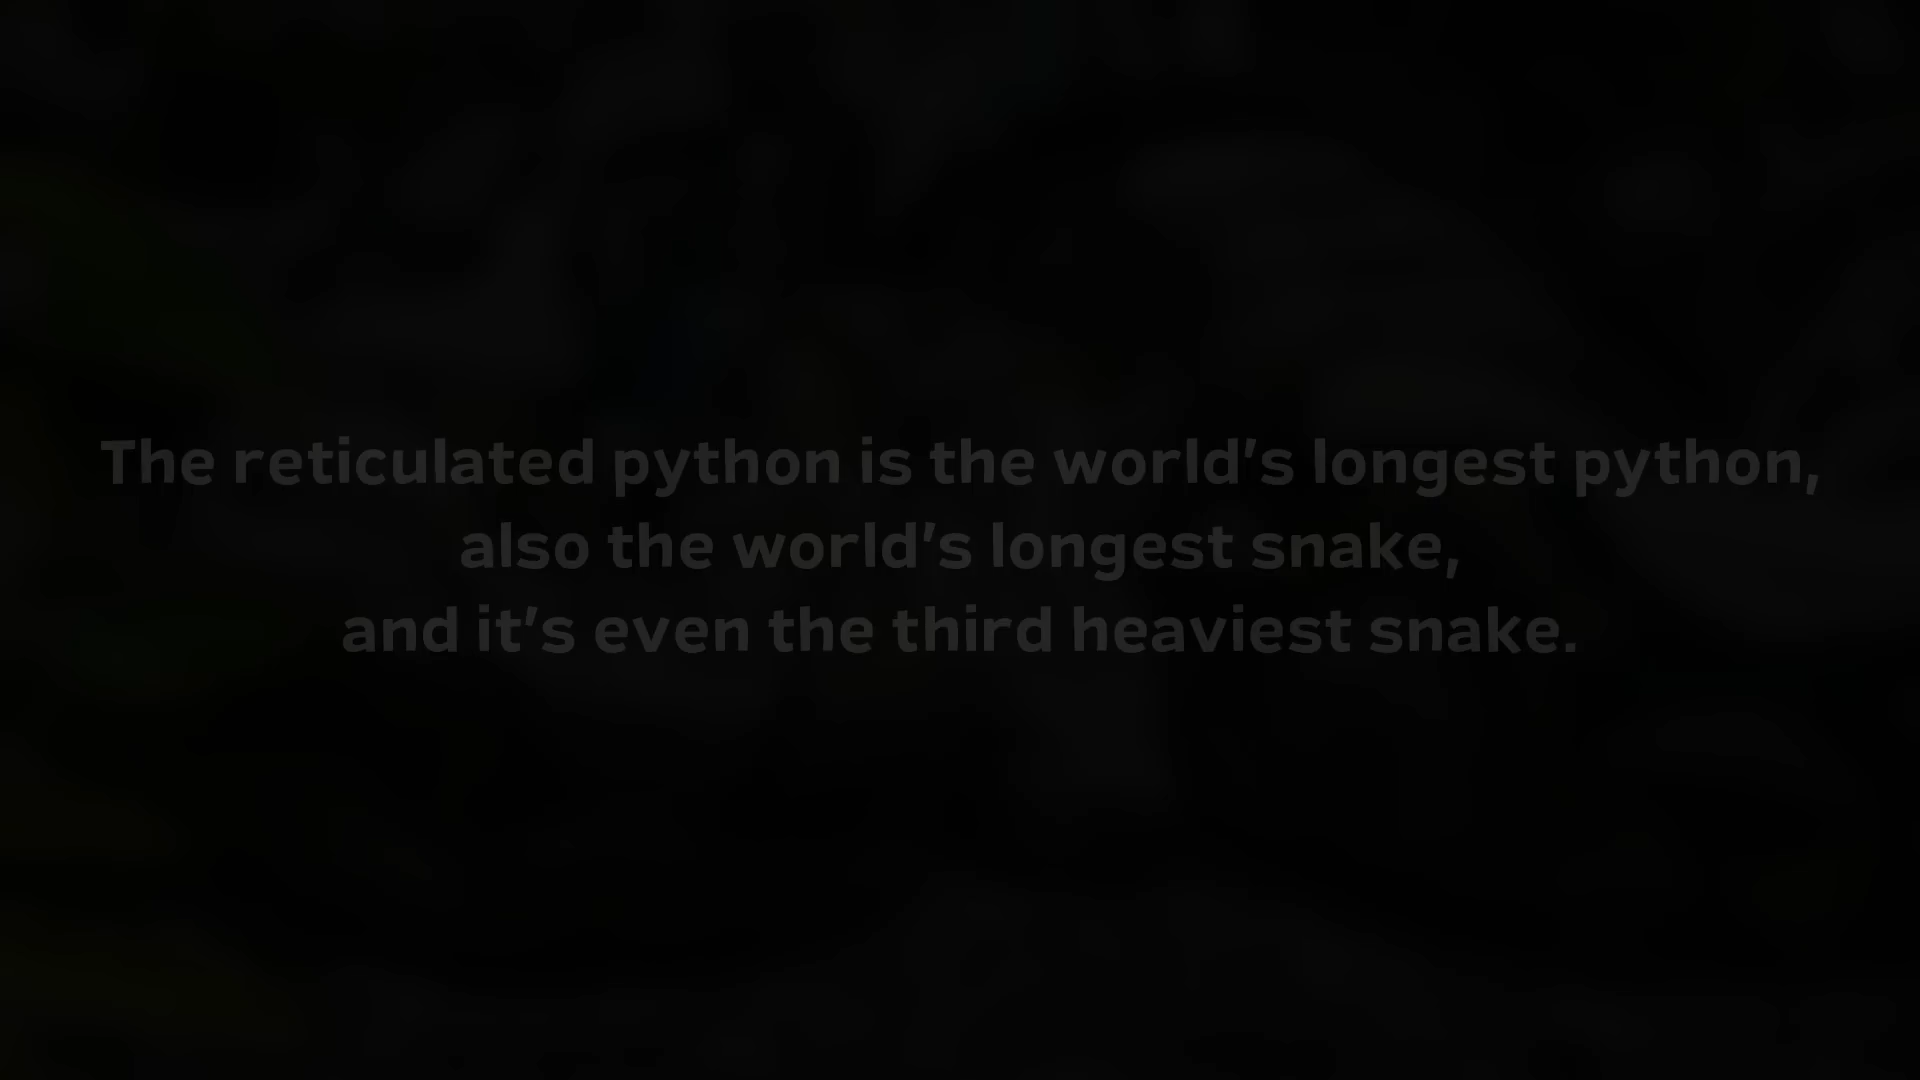 The reticulated python is the world's longest python,
also the world's longest snake,
and it's even the third heaviest snake.